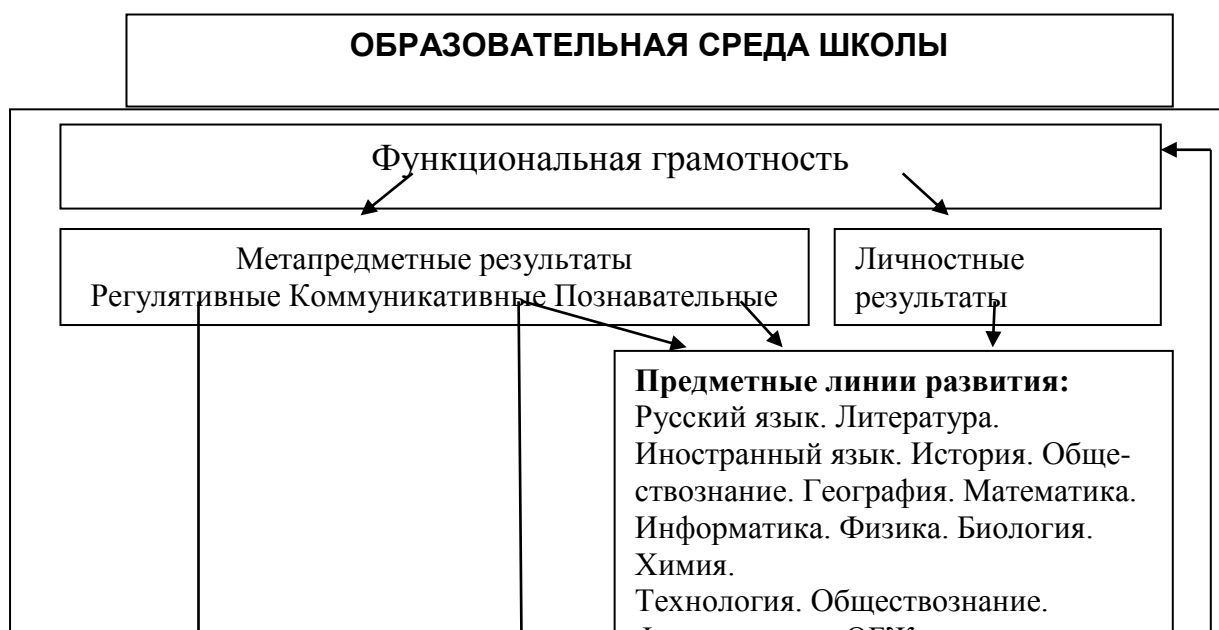 ОБРАЗОВАТЕЛЬНАЯ СРЕДА ШКОЛЫ
Функциональная грамотность
Метапредметные результаты
Регулятивные Коммуникативные Познавательные
Личностные
результаты
Предметные линии развития:
Русский язык. Литература.
Иностранный язык. История. Обще-
ствознание. География. Математика.
Информатика. Физика. Биология.
Химия.
Технология. Обществознание.